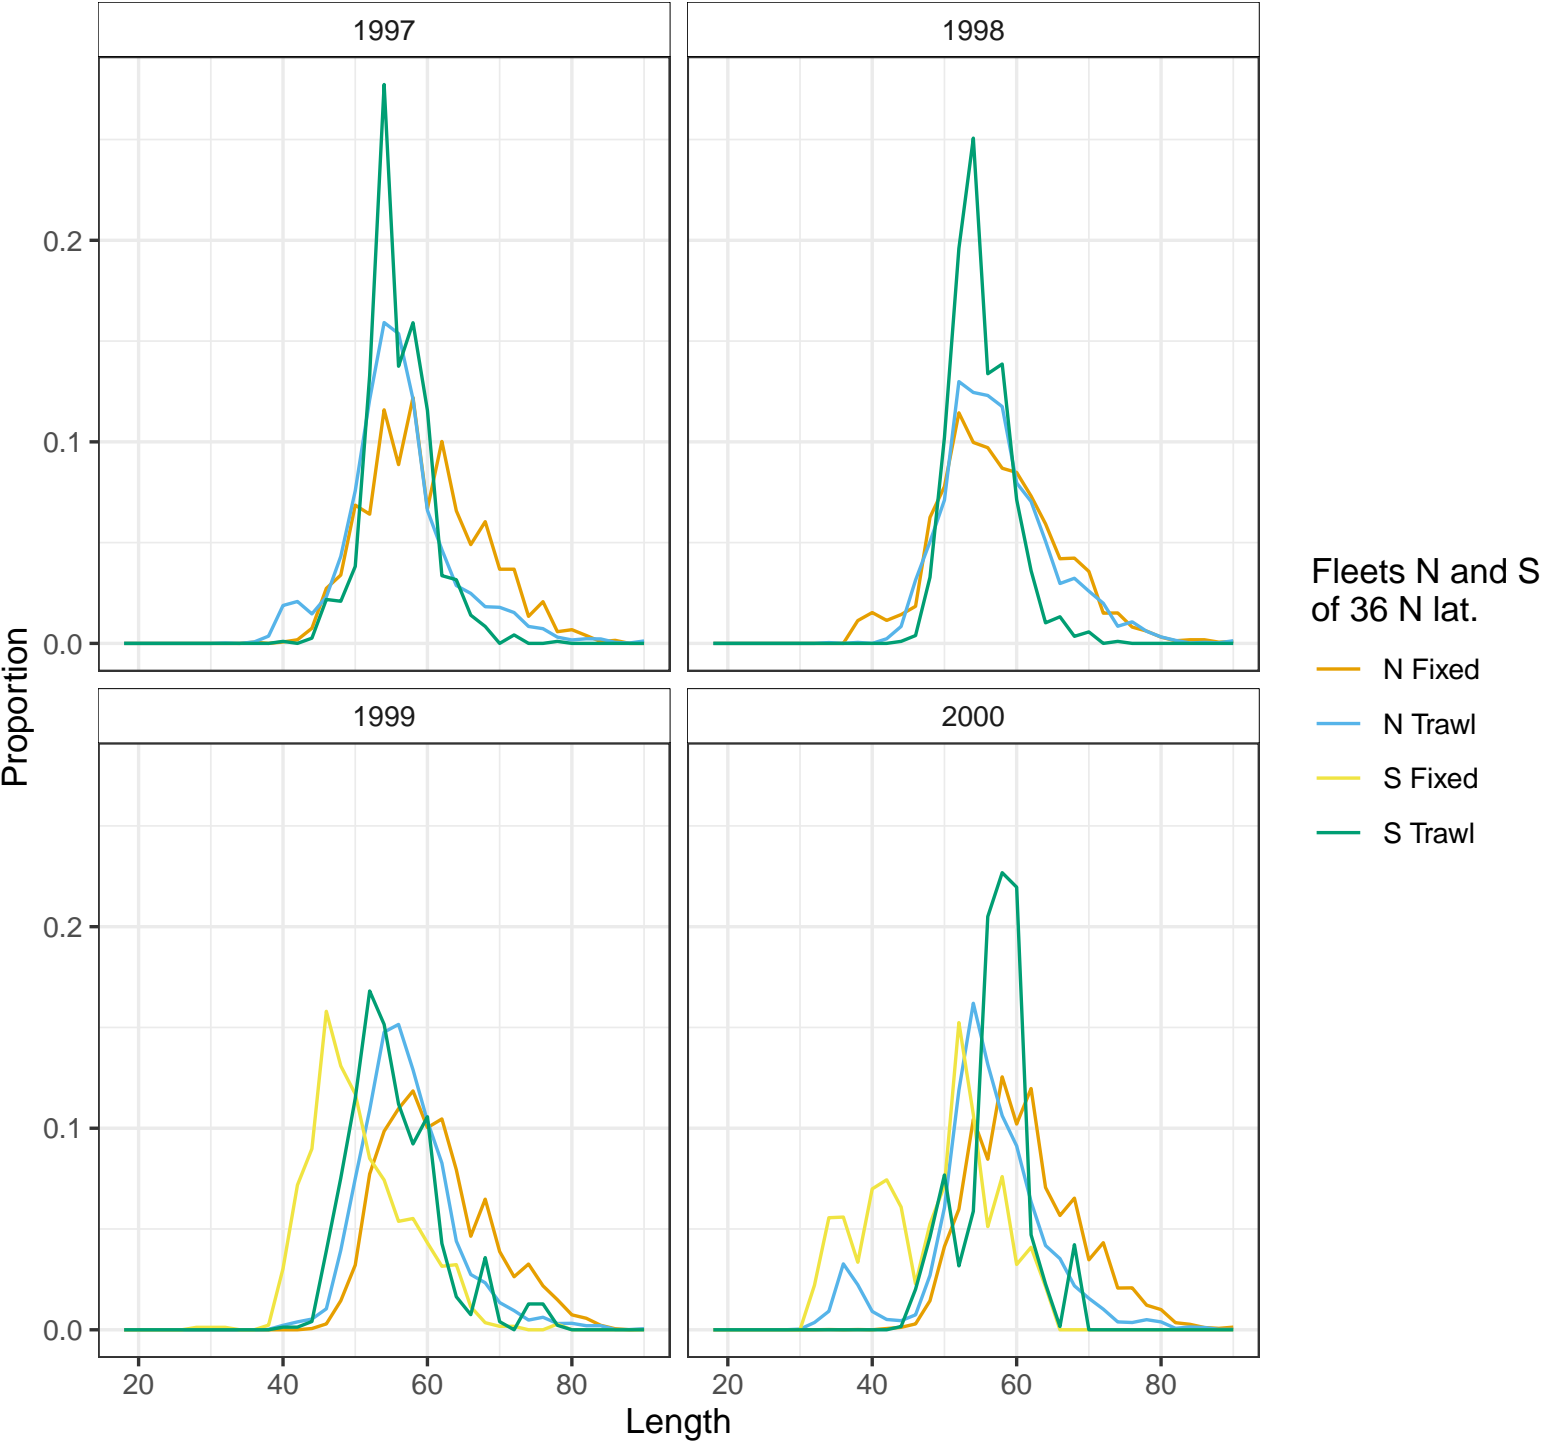 1997
1998
0.2
0.1
0.0
Proportion
1999
2000
0.2
0.1
0.0
20 40 60 80
20 40 60 80
Length
Fleets N and S
of 36 N lat.
N Fixed
N Trawl
S Fixed
S Trawl